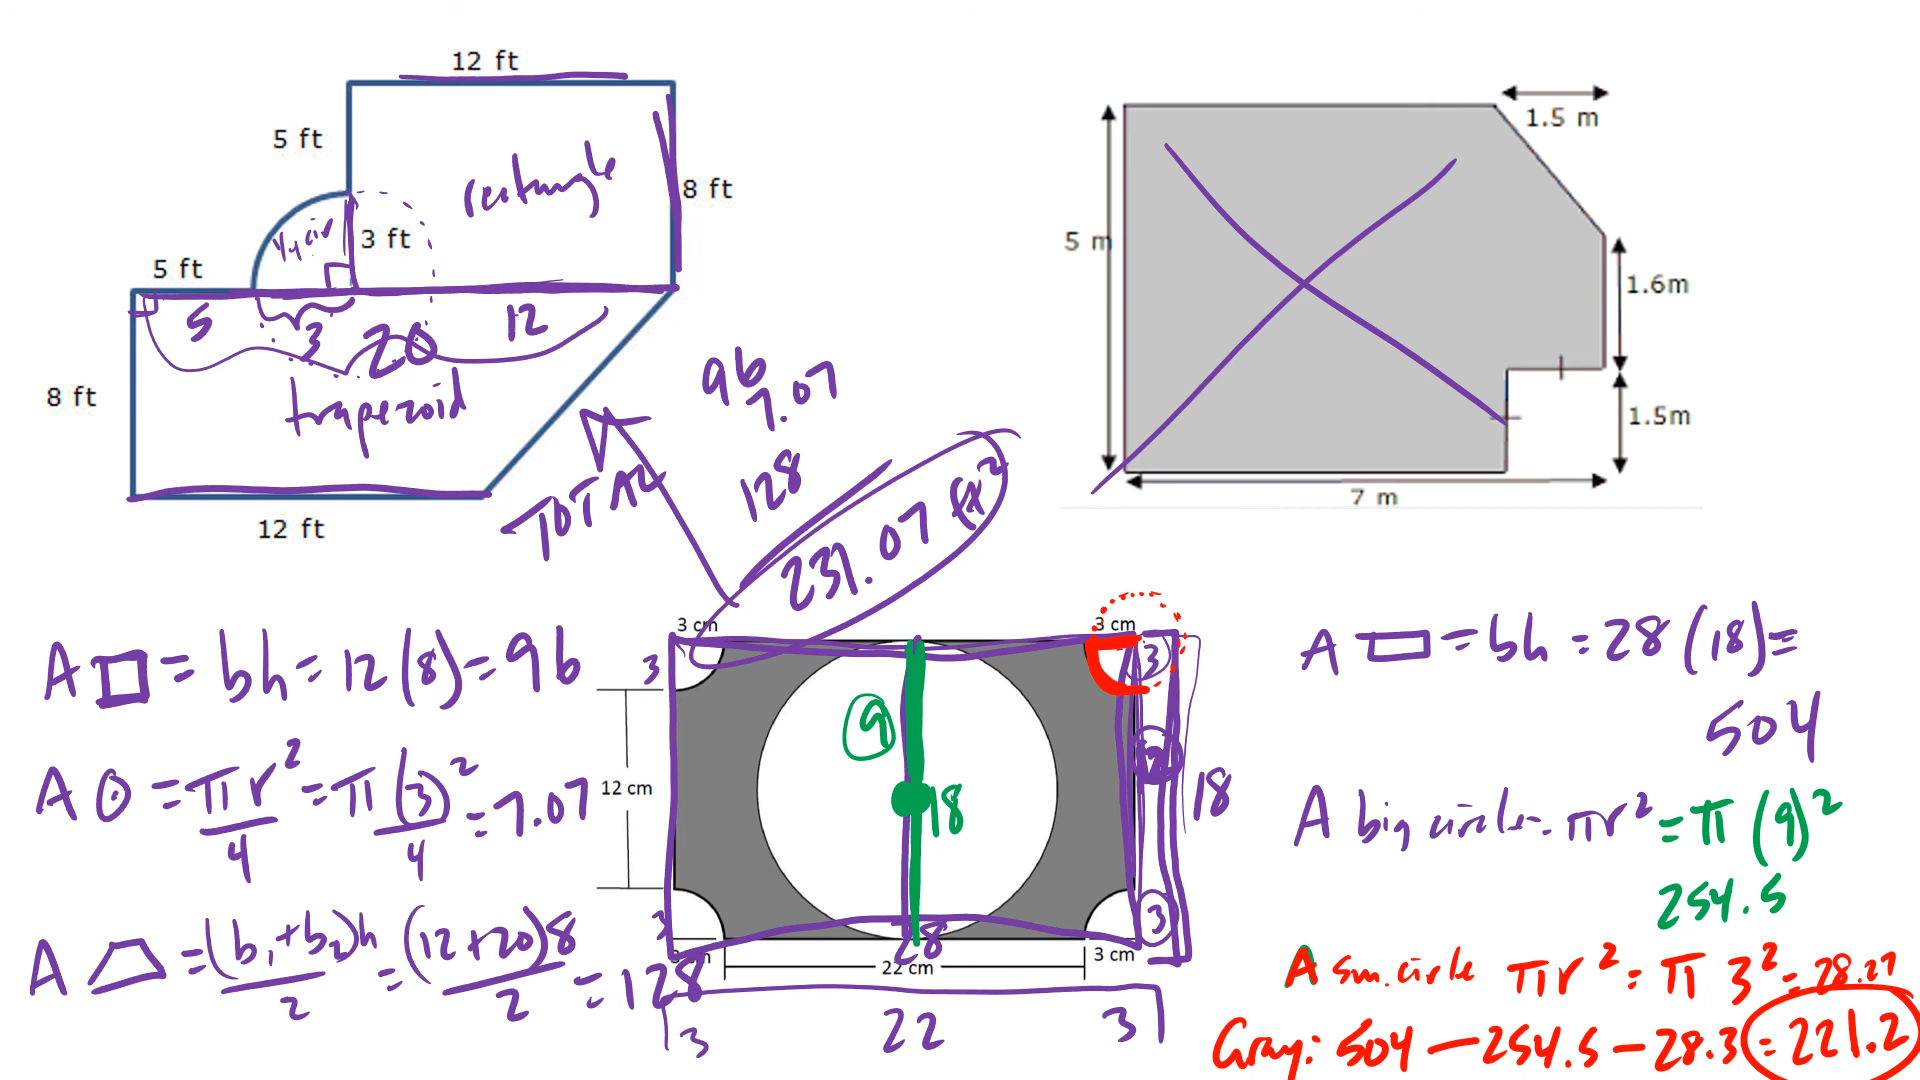 12 ft
5 ft
rectangle
8 ft
1/4 cir
3 ft
5 ft
5
3
20
12
trapezoid
8 ft
12 ft
TOTAL
96
7.07
128
231.07 ft²
1.5 m
5 m
1.6m
1.5m
7 m
A = bh = 12(8) = 96
A = πr²/4 = π(3)²/4 = 7.07
A = (b₁+b₂)h/2 = (12+20)8/2 = 128
3 cm
3 cm
3
3
9
12
12 cm
18
18
3
3
28
3 cm
22 cm
3 cm
3
22
3
A = bh = 28(18) =
504
A big circle = πr² = π(9)²
254.5
A sm. circle πr² = π 3² = 28.27
Gray: 504 - 254.5 - 28.3 = 221.2